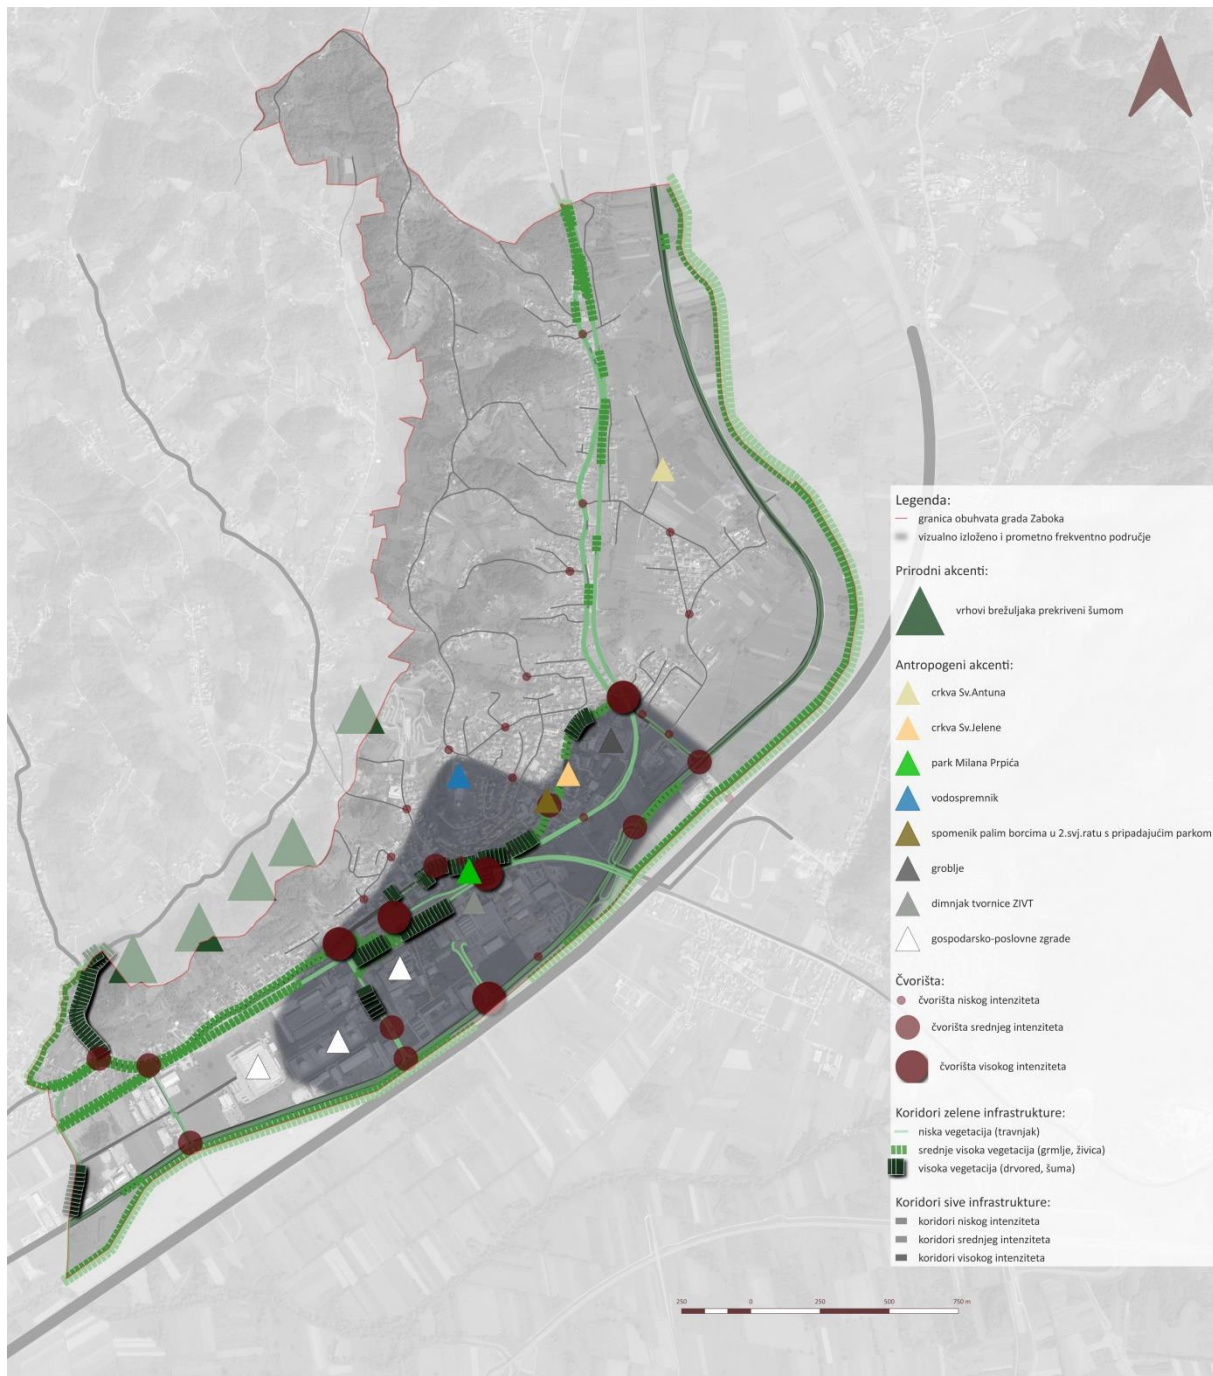 Legenda:
granica obuhvata grada Zaboka
vizualno izloženo i prometno frekventno područje
Prirodni akcenti:
vrhovi brežuljaka prekriveni šumom
Antropogeni akcenti:
crkva Sv.Antuna
crkva Sv.Jelene
park Milana Prpića
vodospremnik
spomenik palim borcima u 2.svj.ratu s pripadajućim parkom
groblje
dimnjak tvornice ZIVT
gospodarsko-poslovne zgrade
Čvorišta:
čvorišta niskog intenziteta
čvorišta srednjeg intenziteta
čvorišta visokog intenziteta
Koridori zelene infrastrukture:
niska vegetacija (travnjak)
srednje visoka vegetacija (grmlje, živica)
visoka vegetacija (drvored, šuma)
Koridori sive infrastrukture:
koridori niskog intenziteta
koridori srednjeg intenziteta
koridori visokog intenziteta
250 0 250 500 750 m